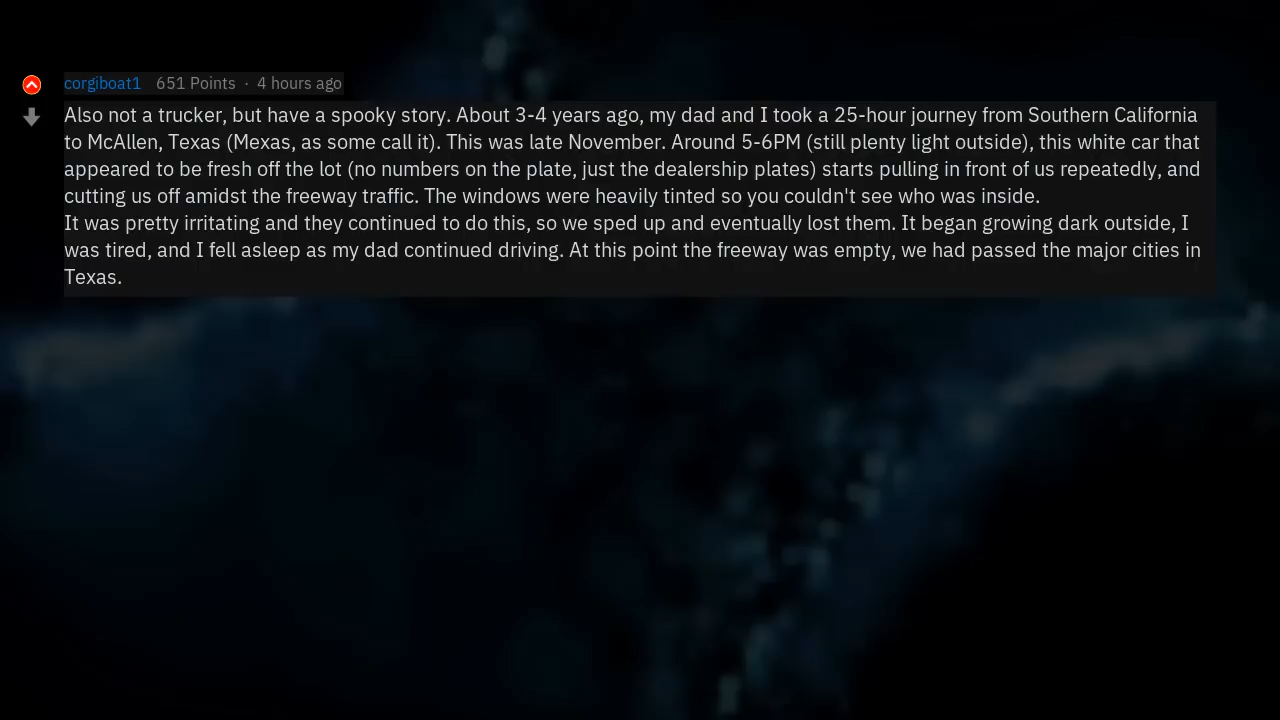 corgiboat1 651 Points · 4 hours ago
Also not a trucker, but have a spooky story. About 3-4 years ago, my dad and I took a 25-hour journey from Southern California
to McAllen, Texas (Mexas, as some call it). This was late November. Around 5-6PM (still plenty light outside), this white car that
appeared to be fresh off the lot (no numbers on the plate, just the dealership plates) starts pulling in front of us repeatedly, and
cutting us off amidst the freeway traffic. The windows were heavily tinted so you couldn't see who was inside.
It was pretty irritating and they continued to do this, so we sped up and eventually lost them. It began growing dark outside, I
was tired, and I fell asleep as my dad continued driving. At this point the freeway was empty, we had passed the major cities in
Texas.